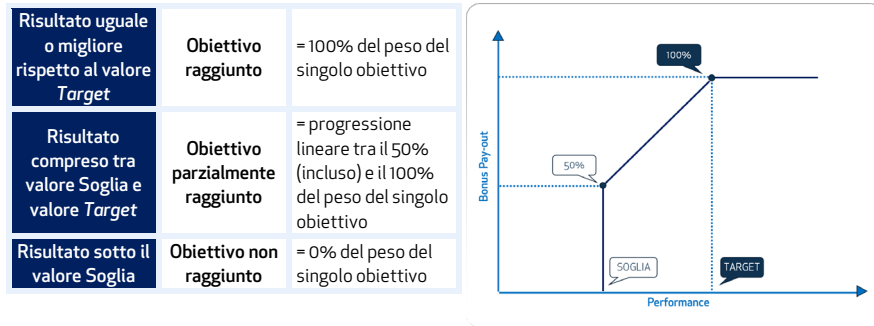 Risultato uguale
o migliore
rispetto al valore
Target
Obiettivo
raggiunto
= 100% del peso del
singolo obiettivo
Risultato
compreso tra
valore Soglia e
valore Target
Obiettivo
parzialmente
raggiunto
= progressione
lineare tra il 50%
(incluso) e il 100%
del peso del singolo
obiettivo
Risultato sotto il
valore Soglia
Obiettivo non
raggiunto
= 0% del peso del
singolo obiettivo
100%
50%
SOGLIA
TARGET
Bonus Pay-out
Performance